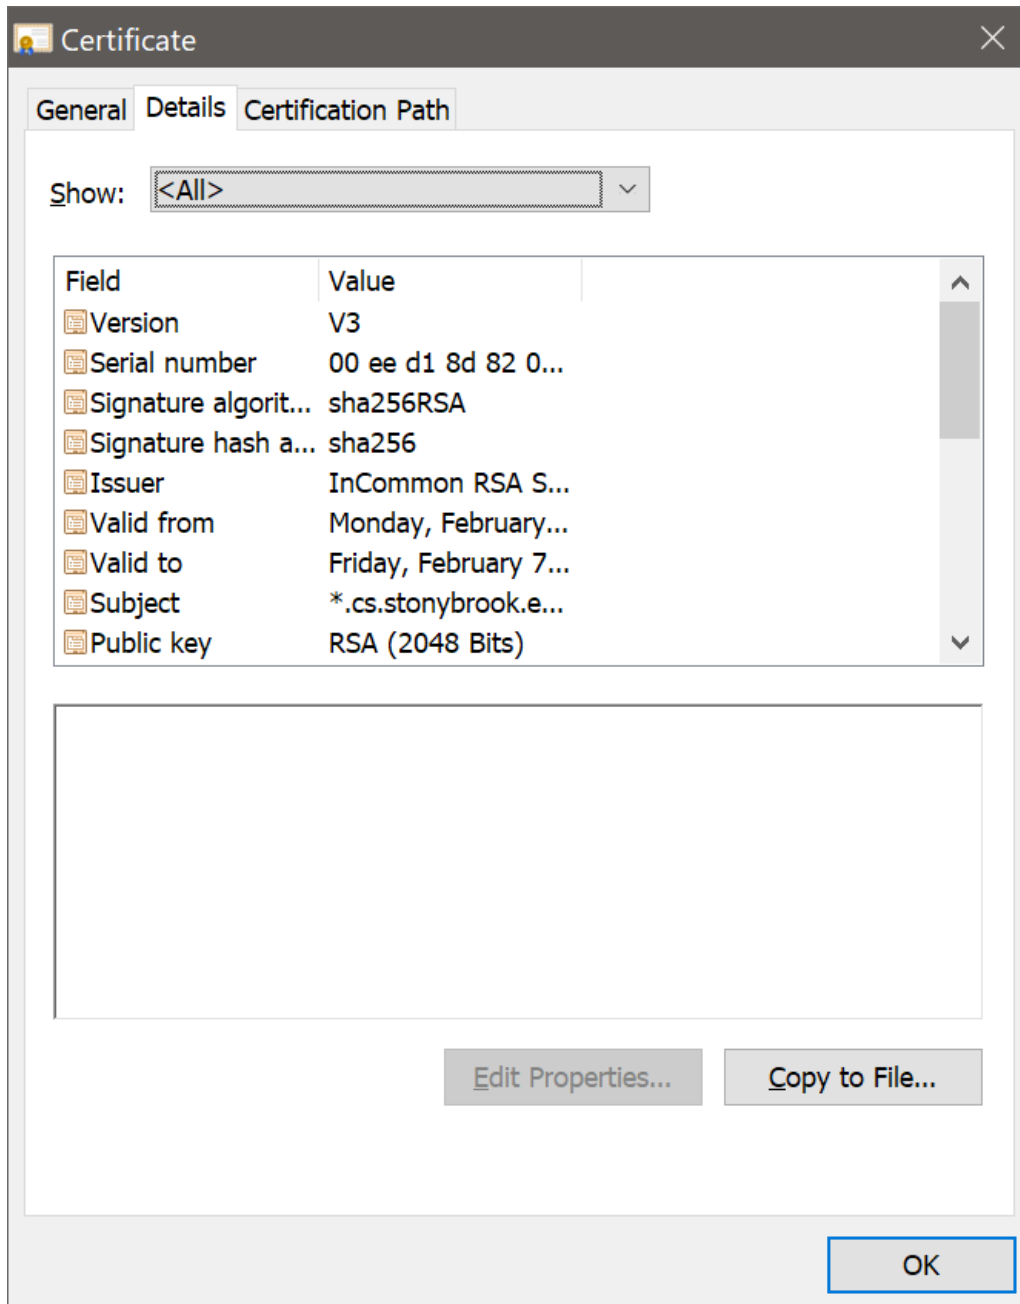 Certificate
General Details Certification Path
Show: <All>
Field Value
Version V3
Serial number 00 ee d1 8d 82 0...
Signature algorit... sha256RSA
Signature hash a... sha256
Issuer InCommon RSA S...
Valid from Monday, February...
Valid to Friday, February 7...
Subject *.cs.stonybrook.e...
Public key RSA (2048 Bits)
Edit Properties... Copy to File...
OK